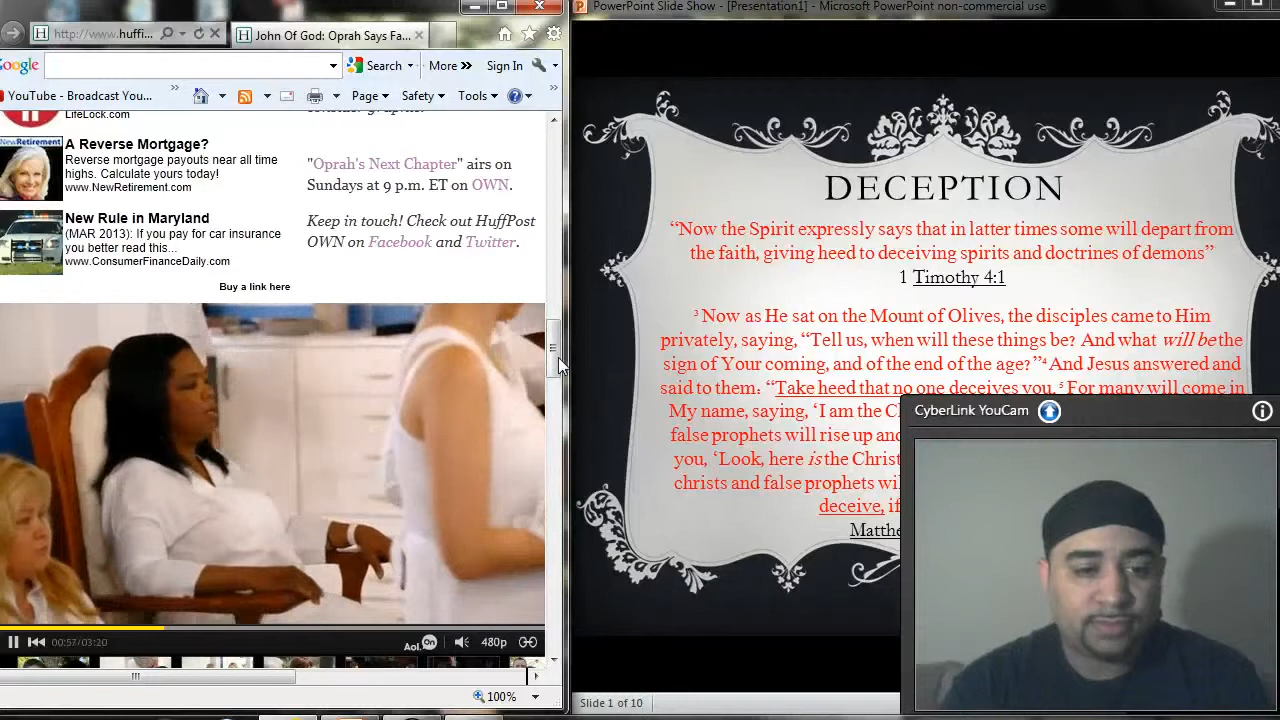 http://www.huffi...
John Of God: Oprah Says Fa...
Google
Search
More »
Sign In
YouTube - Broadcast You...
»
Page
Safety
Tools
»
LifeLock.com
A Reverse Mortgage?
Reverse mortgage payouts near all time
highs. Calculate yours today!
www.NewRetirement.com
New Rule in Maryland
(MAR 2013): If you pay for car insurance
you better read this...
www.ConsumerFinanceDaily.com
Buy a link here
NewRetirement
"Oprah's Next Chapter" airs on
Sundays at 9 p.m. ET on OWN.
Keep in touch! Check out HuffPost
OWN on Facebook and Twitter.
00:57/03:20
Aol.On
480p
100%
PowerPoint Slide Show - [Presentation1] - Microsoft PowerPoint non-commercial use
DECEPTION
“Now the Spirit expressly says that in latter times some will depart from
the faith, giving heed to deceiving spirits and doctrines of demons”
1 Timothy 4:1
3 Now as He sat on the Mount of Olives, the disciples came to Him
privately, saying, “Tell us, when will these things be? And what will be the
sign of Your coming, and of the end of the age?”4 And Jesus answered and
said to them: “Take heed that no one deceives you. 5 For many will come in
My name, saying, ‘I am the C
false prophets will rise up and
you, ‘Look, here is the Christ
christs and false prophets wi
deceive, if
Matthe
CyberLink YouCam
Slide 1 of 10